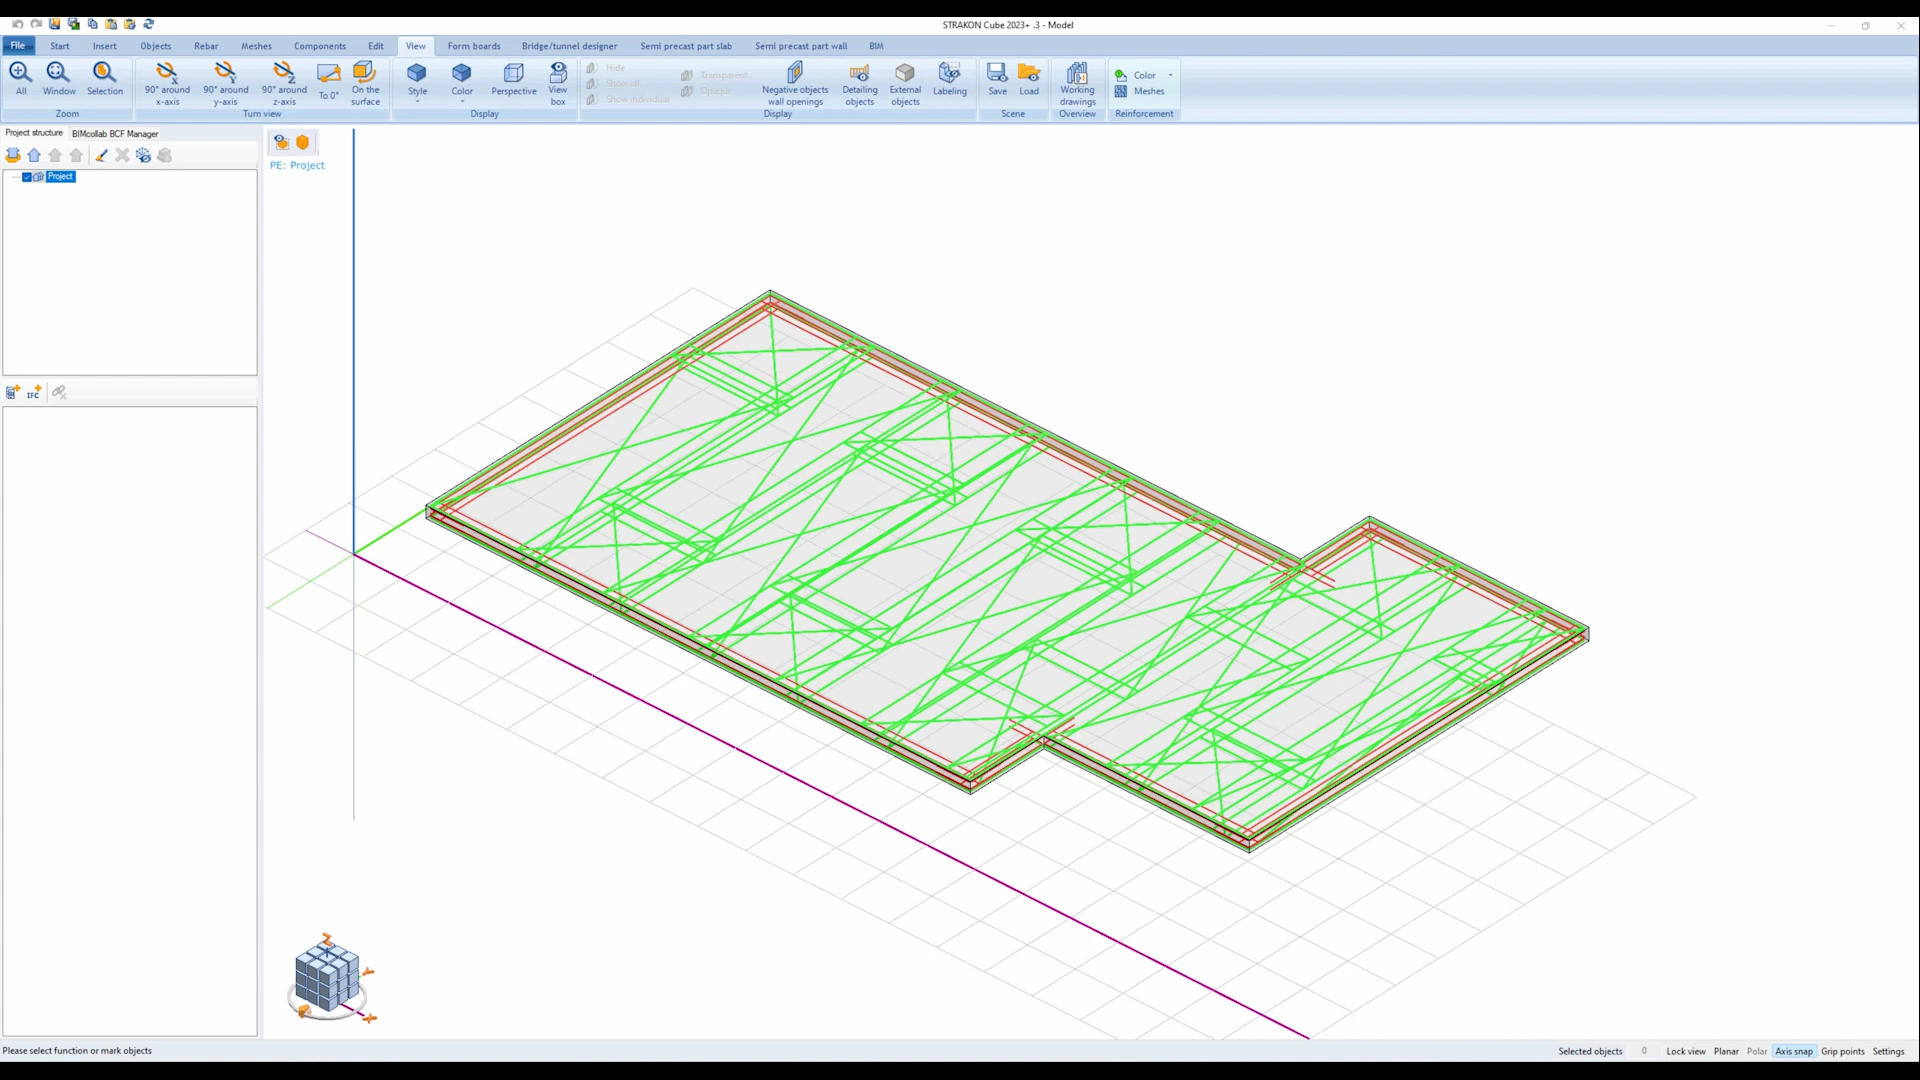 STRAKON Cube 2023+ .3 - Model
File Start Insert Objects Rebar Meshes Components Edit View Form boards Bridge/tunnel designer Semi precast part slab Semi precast part wall BIM
All Window Selection
Zoom
90° around x-axis
90° around y-axis
90° around z-axis
To 0°
On the surface
Turn view
Style Color Perspective View box
Display
Hide
Show all
Show individual
Transparent
Opaque
Negative objects wall openings
Detailing objects
External objects
Labeling
Display
Save Load
Scene
Working drawings
Overview
Color
Meshes
Reinforcement
Project structure BIMcollab BCF Manager
Project
IFC
PE: Project
Please select function or mark objects
Selected objects 0 Lock view Planar Polar Axis snap Grip points Settings